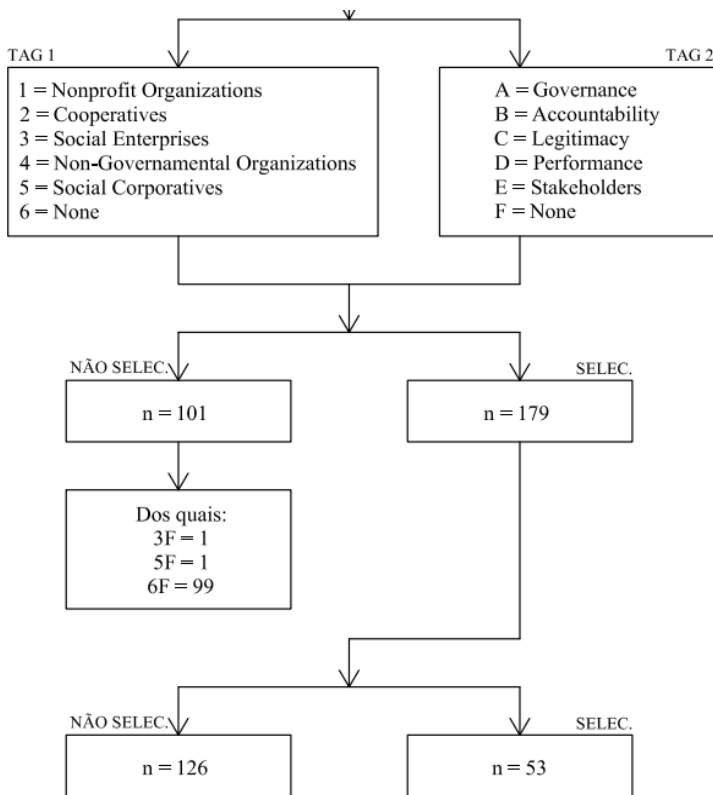 TAG 1
1 = Nonprofit Organizations
2 = Cooperatives
3 = Social Enterprises
4 = Non-Governamental Organizations
5 = Social Corporatives
6 = None
TAG 2
A = Governance
B = Accountability
C = Legitimacy
D = Performance
E = Stakeholders
F = None
NÃO SELEC.
n = 101
SELEC.
n = 179
Dos quais:
3F = 1
5F = 1
6F = 99
NÃO SELEC.
n = 126
SELEC.
n = 53